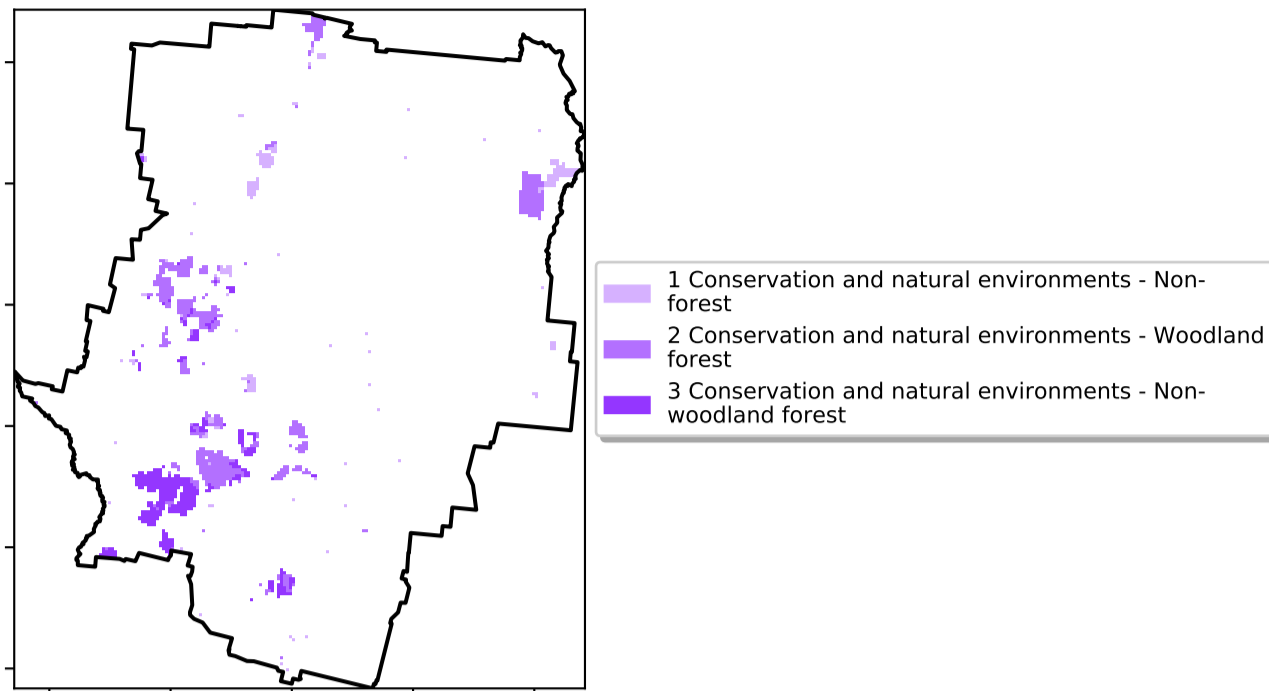 1 Conservation and natural environments - Non-
forest
2 Conservation and natural environments - Woodland
forest
3 Conservation and natural environments - Non-
woodland forest